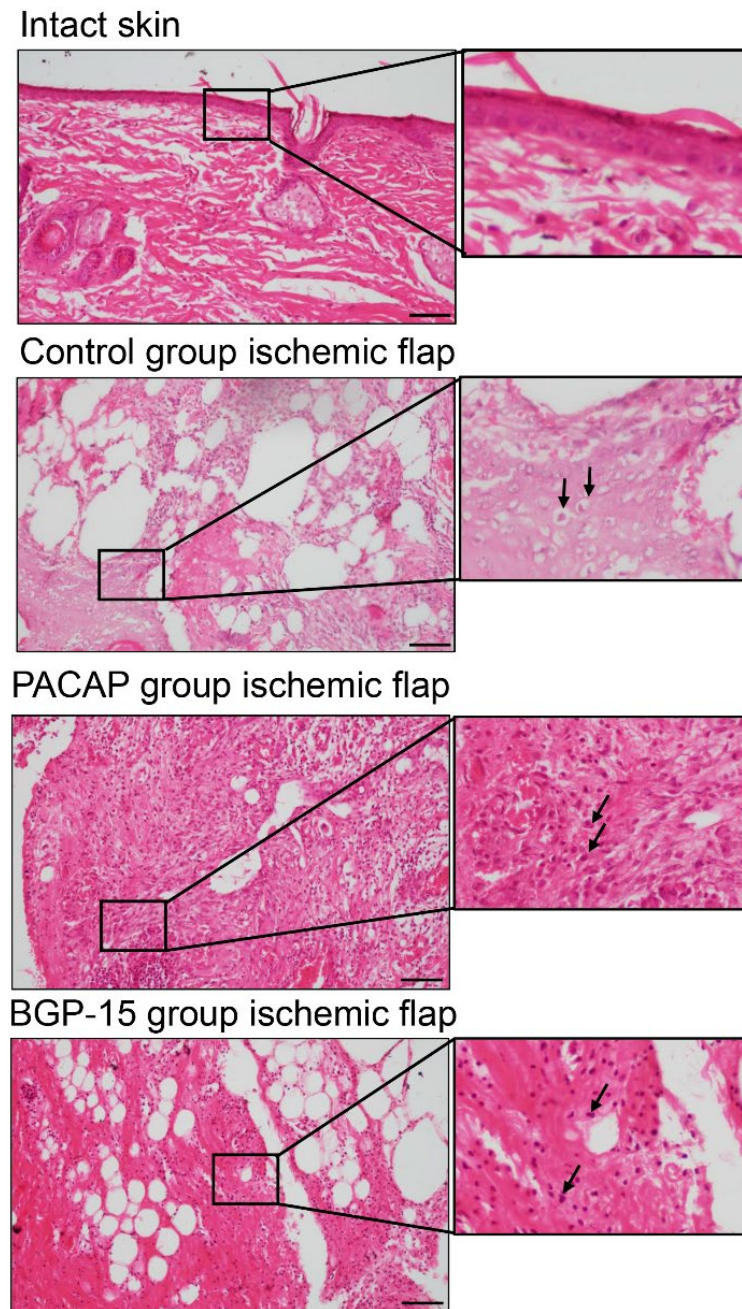 Intact skin
Control group ischemic flap
PACAP group ischemic flap
BGP-15 group ischemic flap